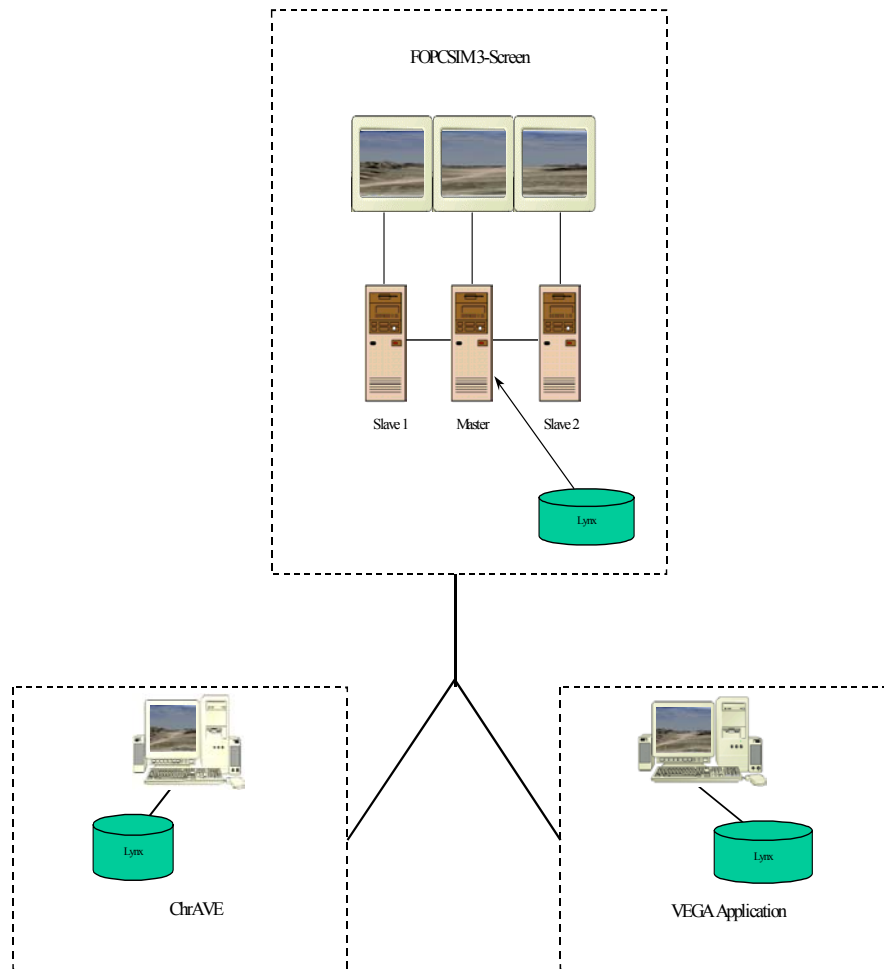 FOPCSIM 3-Screen
Slave 1
Master
Slave 2
Lynx
Lynx
ChrAVE
Lynx
VEGA Application